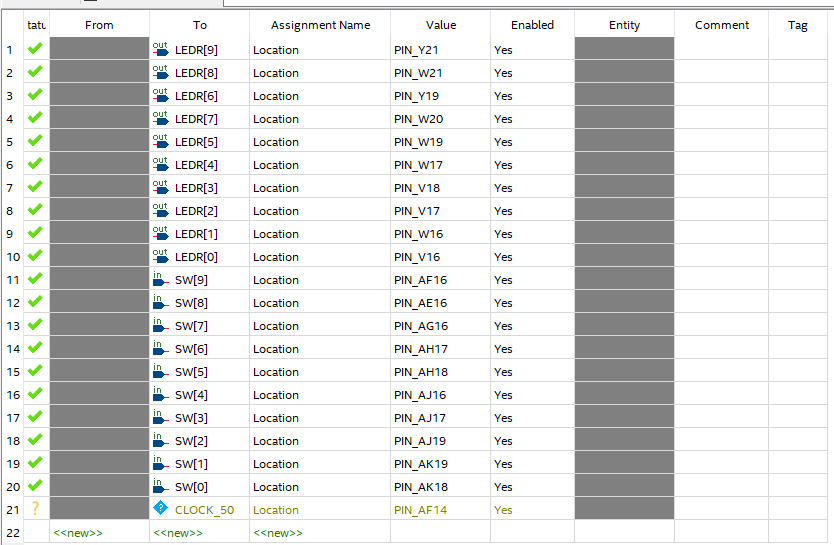 tatu From To Assignment Name Value Enabled Entity Comment Tag
1 out LEDR[9] Location PIN_Y21 Yes
2 out LEDR[8] Location PIN_W21 Yes
3 out LEDR[6] Location PIN_Y19 Yes
4 out LEDR[7] Location PIN_W20 Yes
5 out LEDR[5] Location PIN_W19 Yes
6 out LEDR[4] Location PIN_W17 Yes
7 out LEDR[3] Location PIN_V18 Yes
8 out LEDR[2] Location PIN_V17 Yes
9 out LEDR[1] Location PIN_W16 Yes
10 out LEDR[0] Location PIN_V16 Yes
11 in SW[9] Location PIN_AF16 Yes
12 in SW[8] Location PIN_AE16 Yes
13 in SW[7] Location PIN_AG16 Yes
14 in SW[6] Location PIN_AH17 Yes
15 in SW[5] Location PIN_AH18 Yes
16 in SW[4] Location PIN_AJ16 Yes
17 in SW[3] Location PIN_AJ17 Yes
18 in SW[2] Location PIN_AJ19 Yes
19 in SW[1] Location PIN_AK19 Yes
20 in SW[0] Location PIN_AK18 Yes
21 ? ? CLOCK_50 Location PIN_AF14 Yes
22 <<new>> <<new>> <<new>>